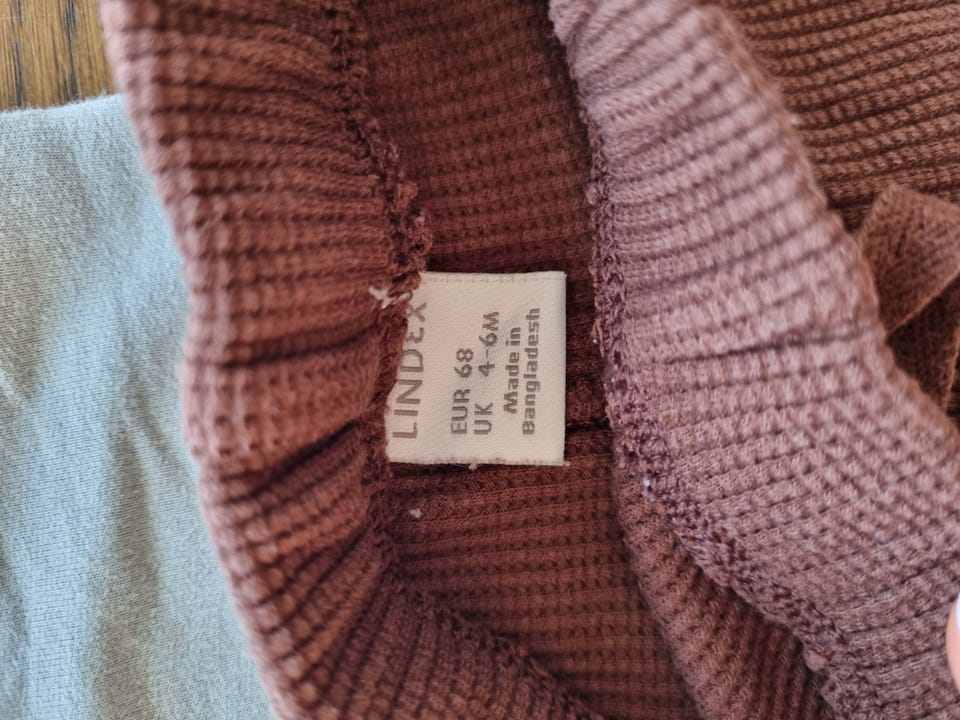 LINDEX
EUR 68
UK 4-6M
Made in
Bangladesh